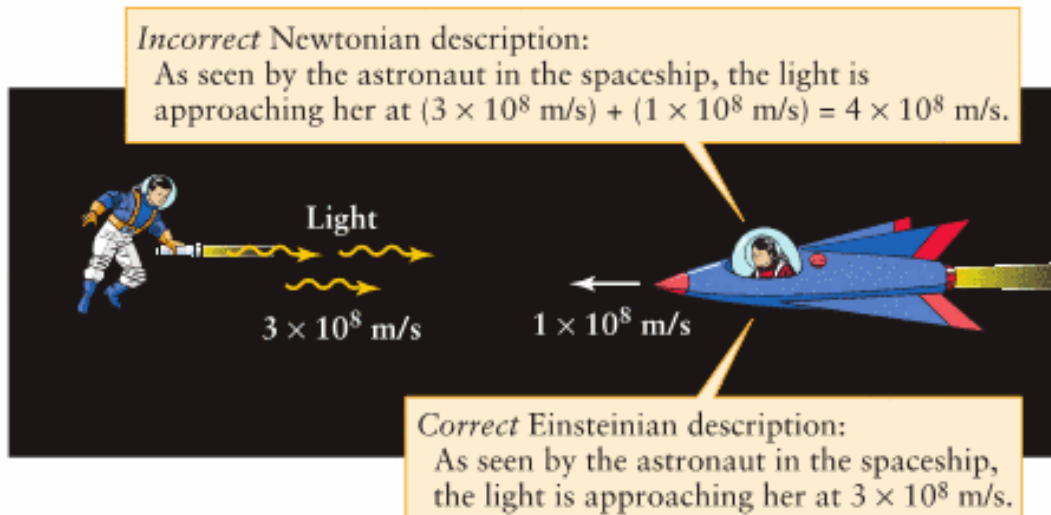 Incorrect Newtonian description:
As seen by the astronaut in the spaceship, the light is
approaching her at (3 × 10⁸ m/s) + (1 × 10⁸ m/s) = 4 × 10⁸ m/s.
Light
3 × 10⁸ m/s
1 × 10⁸ m/s
Correct Einsteinian description:
As seen by the astronaut in the spaceship,
the light is approaching her at 3 × 10⁸ m/s.